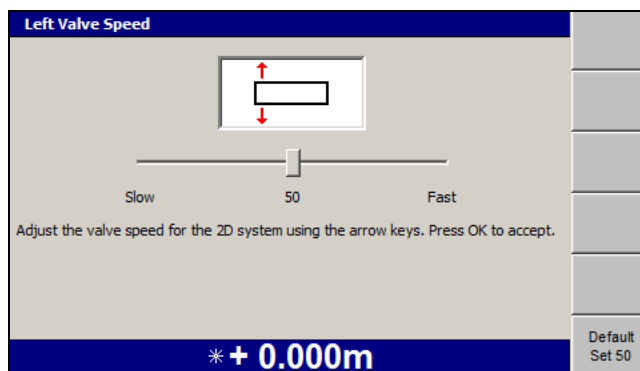 Left Valve Speed
Slow 50 Fast
Adjust the valve speed for the 2D system using the arrow keys. Press OK to accept.
Default
Set 50
✳+ 0.000m